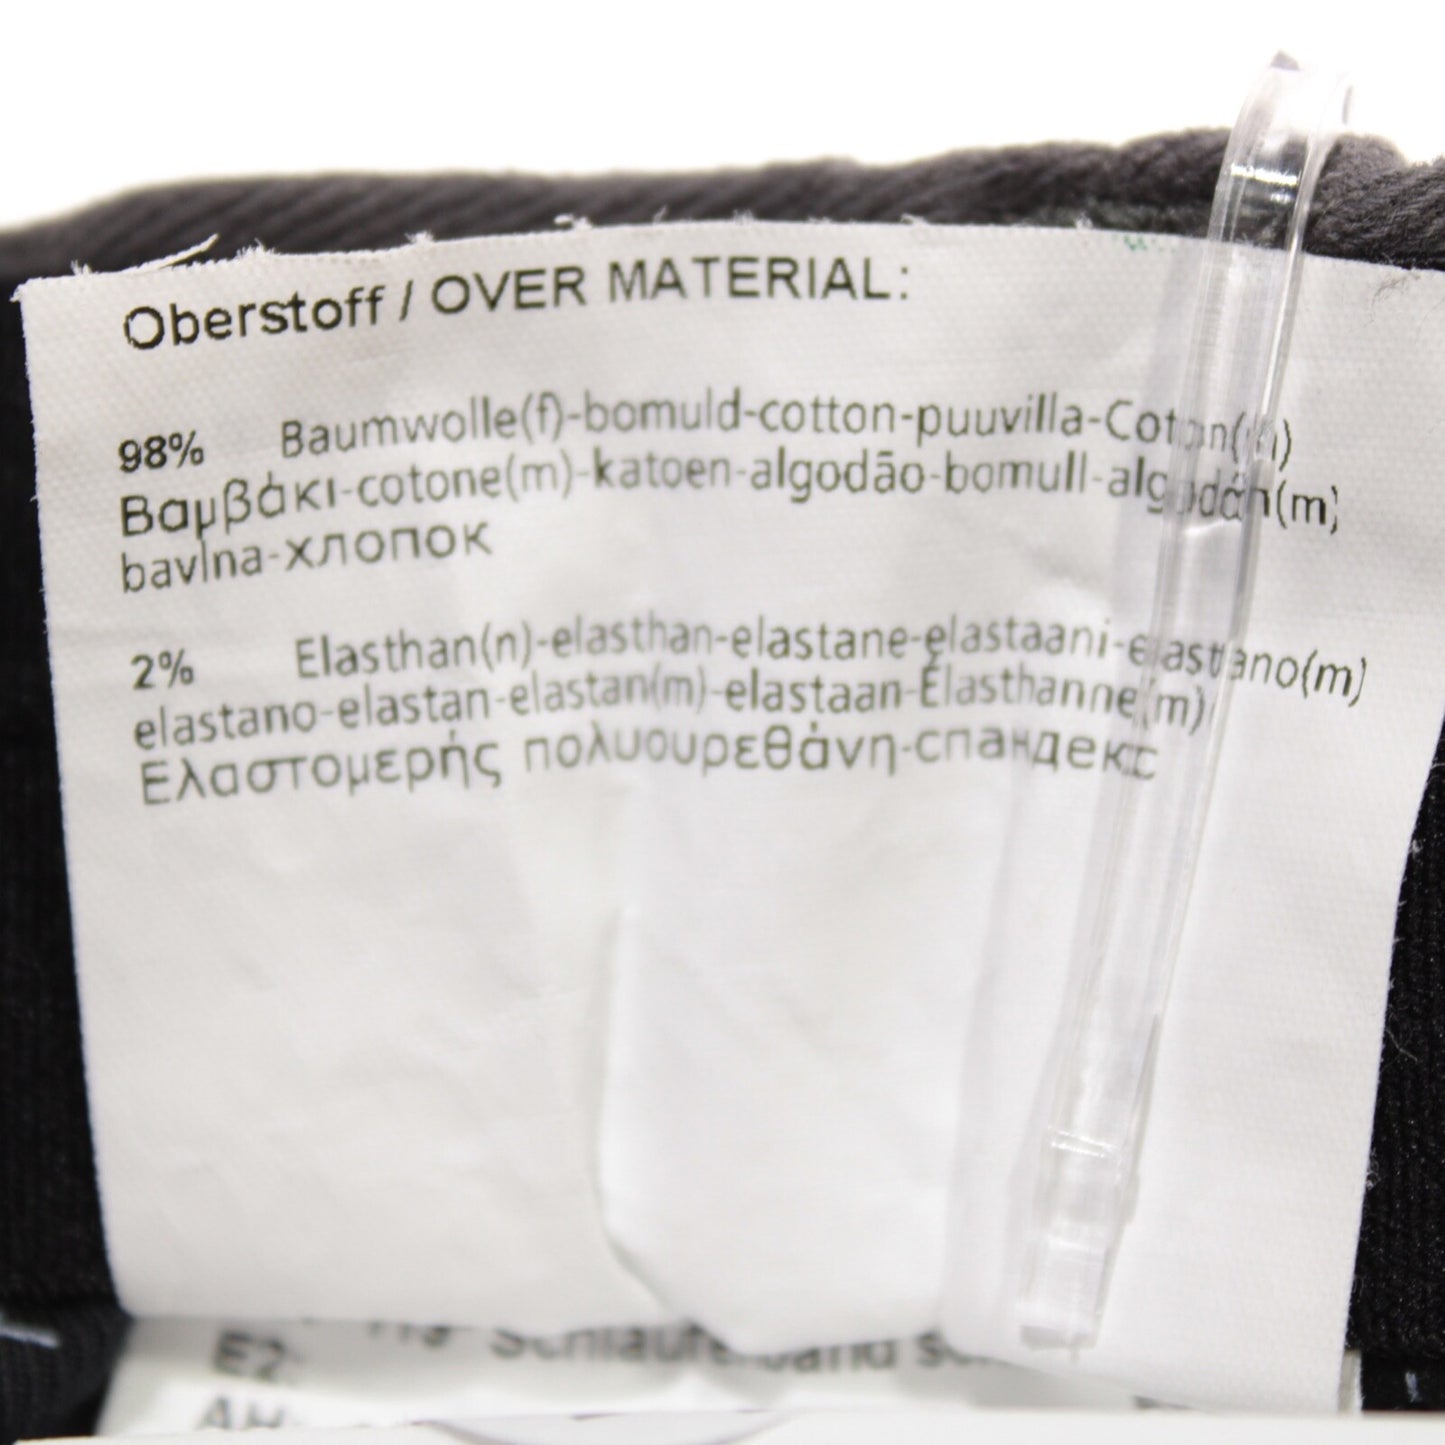 Oberstoff / OVER MATERIAL:
98% Baumwolle(f)-bomuld-cotton-puuvilla-Coton(m)
Βαμβάκι-cotone(m)-katoen-algodão-bomull-algodón(m)
bavlna-хлопок
2% Elasthan(n)-elasthan-elastane-elastaani-elastano(m)
elastano-elastan-elastan(m)-elastaan-Élasthanne(m)
Ελαστομερής πολυουρεθάνη-спандекс
E2: